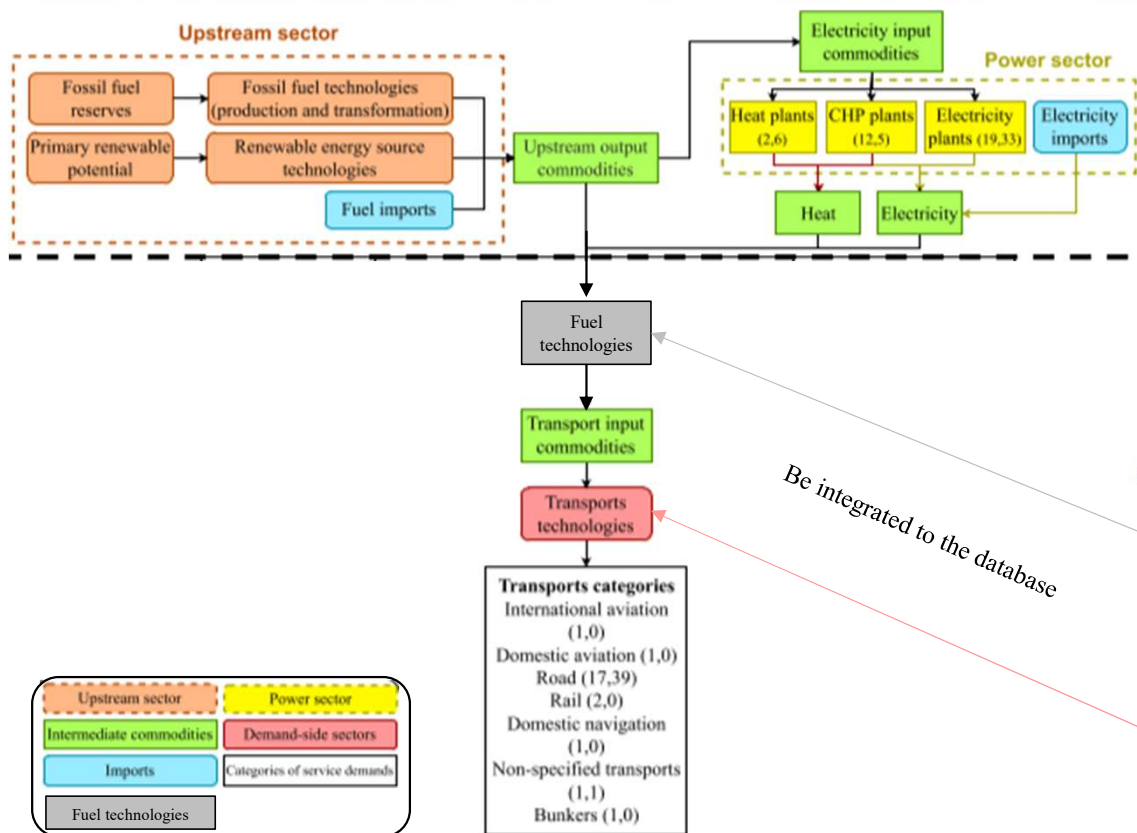 Upstream sector
Fossil fuel
reserves
Fossil fuel technologies
(production and transformation)
Primary renewable
potential
Renewable energy source
technologies
Fuel imports
Upstream output
commodities
Electricity input
commodities
Power sector
Heat plants
(2,6)
CHP plants
(12,5)
Electricity
plants (19,33)
Electricity
imports
Heat
Electricity
Fuel
technologies
Transport input
commodities
Transports
technologies
Be integrated to the database
Transports categories
International aviation
(1,0)
Domestic aviation (1,0)
Road (17,39)
Rail (2,0)
Domestic navigation
(1,0)
Non-specified transports
(1,1)
Bunkers (1,0)
Upstream sector
Power sector
Intermediate commodities
Demand-side sectors
Imports
Categories of service demands
Fuel technologies